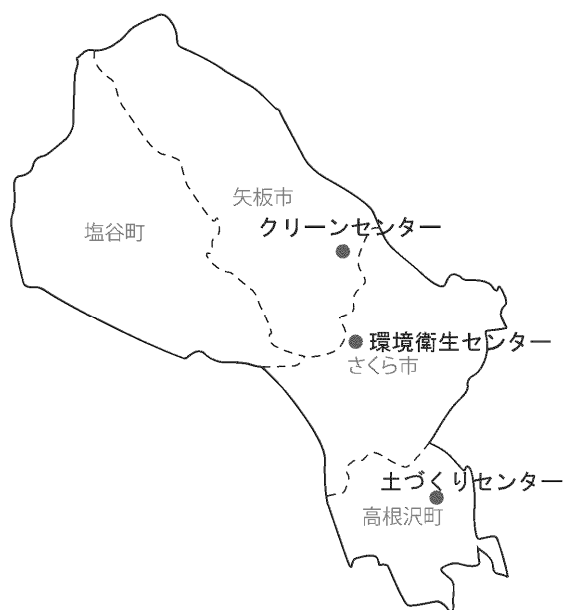 矢板市
クリーンセンター
塩谷町
環境衛生センター
さくら市
土づくりセンター
高根沢町